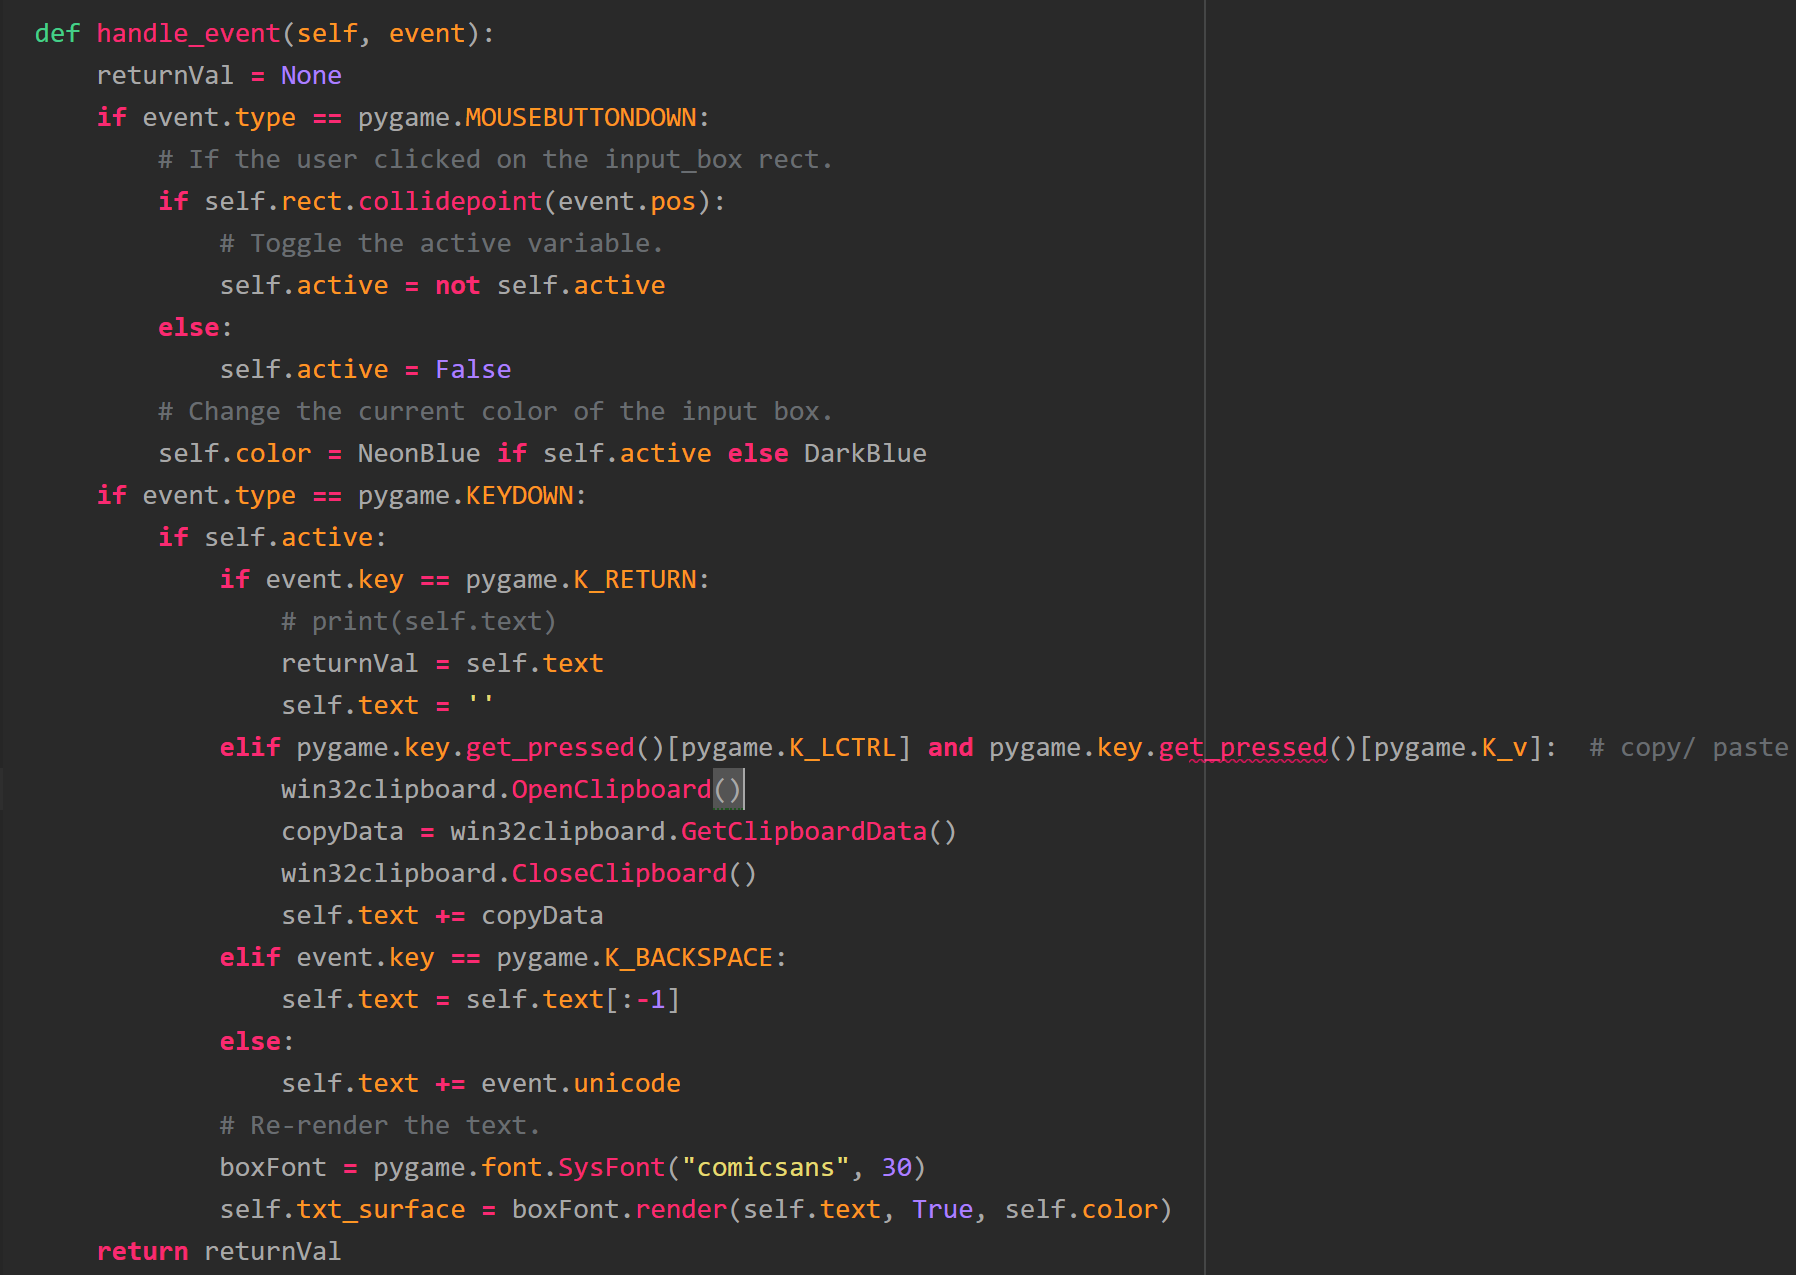 def handle_event(self, event):
    returnVal = None
    if event.type == pygame.MOUSEBUTTONDOWN:
        # If the user clicked on the input_box rect.
        if self.rect.collidepoint(event.pos):
            # Toggle the active variable.
            self.active = not self.active
        else:
            self.active = False
        # Change the current color of the input box.
        self.color = NeonBlue if self.active else DarkBlue
    if event.type == pygame.KEYDOWN:
        if self.active:
            if event.key == pygame.K_RETURN:
                # print(self.text)
                returnVal = self.text
                self.text = ''
            elif pygame.key.get_pressed()[pygame.K_LCTRL] and pygame.key.get_pressed()[pygame.K_v]:  # copy/ paste
                win32clipboard.OpenClipboard()
                copyData = win32clipboard.GetClipboardData()
                win32clipboard.CloseClipboard()
                self.text += copyData
            elif event.key == pygame.K_BACKSPACE:
                self.text = self.text[:-1]
            else:
                self.text += event.unicode
            # Re-render the text.
            boxFont = pygame.font.SysFont("comicsans", 30)
            self.txt_surface = boxFont.render(self.text, True, self.color)
    return returnVal